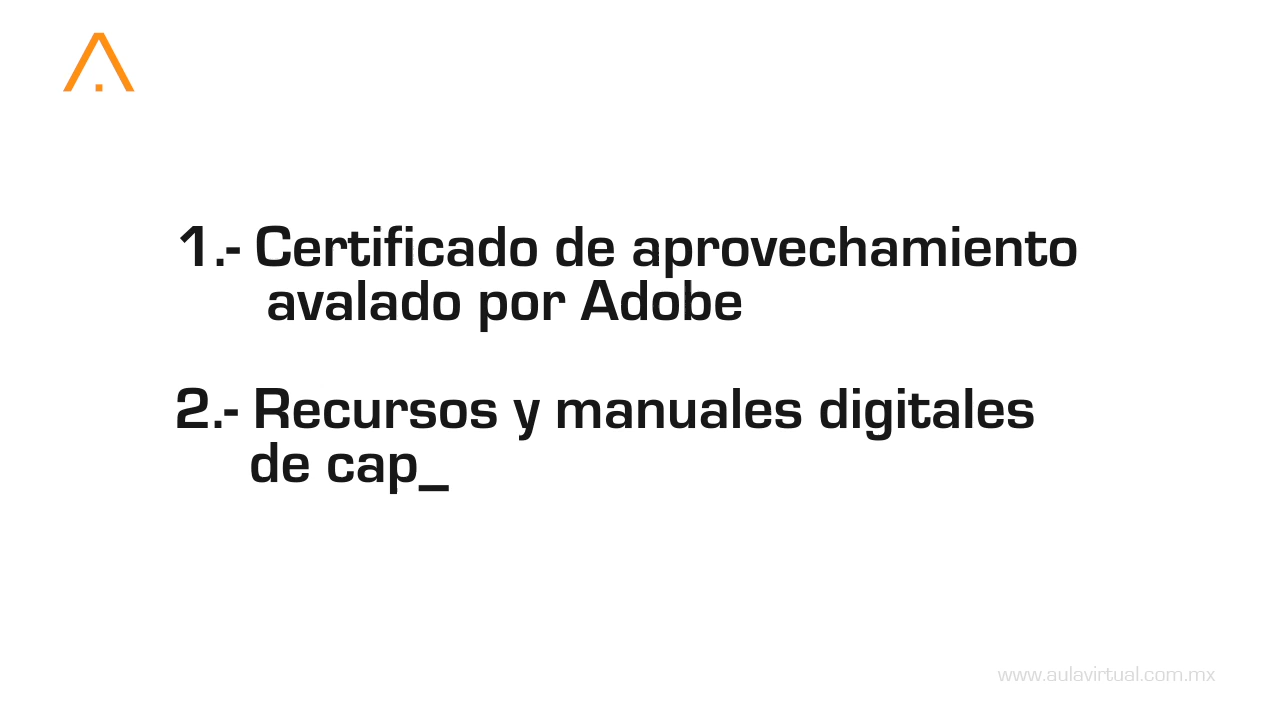 1.- Certificado de aprovechamiento
avalado por Adobe
2.- Recursos y manuales digitales
de cap_
www.aulavirtual.com.mx